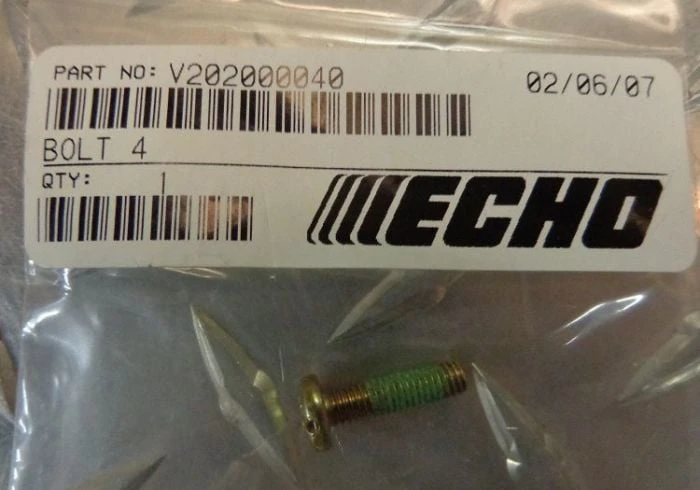 PART NO: V202000040 02/06/07
BOLT 4
QTY: 1
ECHO